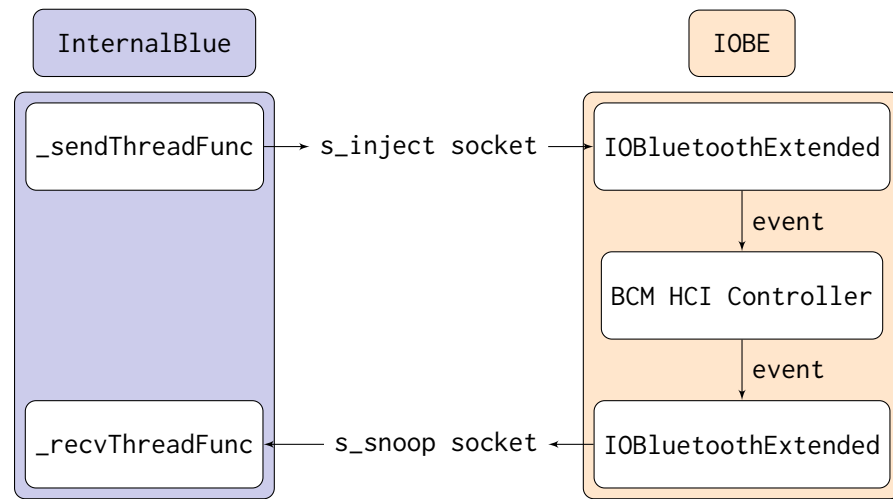 InternalBlue
IOBE
_sendThreadFunc
s_inject socket
IOBluetoothExtended
event
BCM HCI Controller
event
_recvThreadFunc
s_snoop socket
IOBluetoothExtended